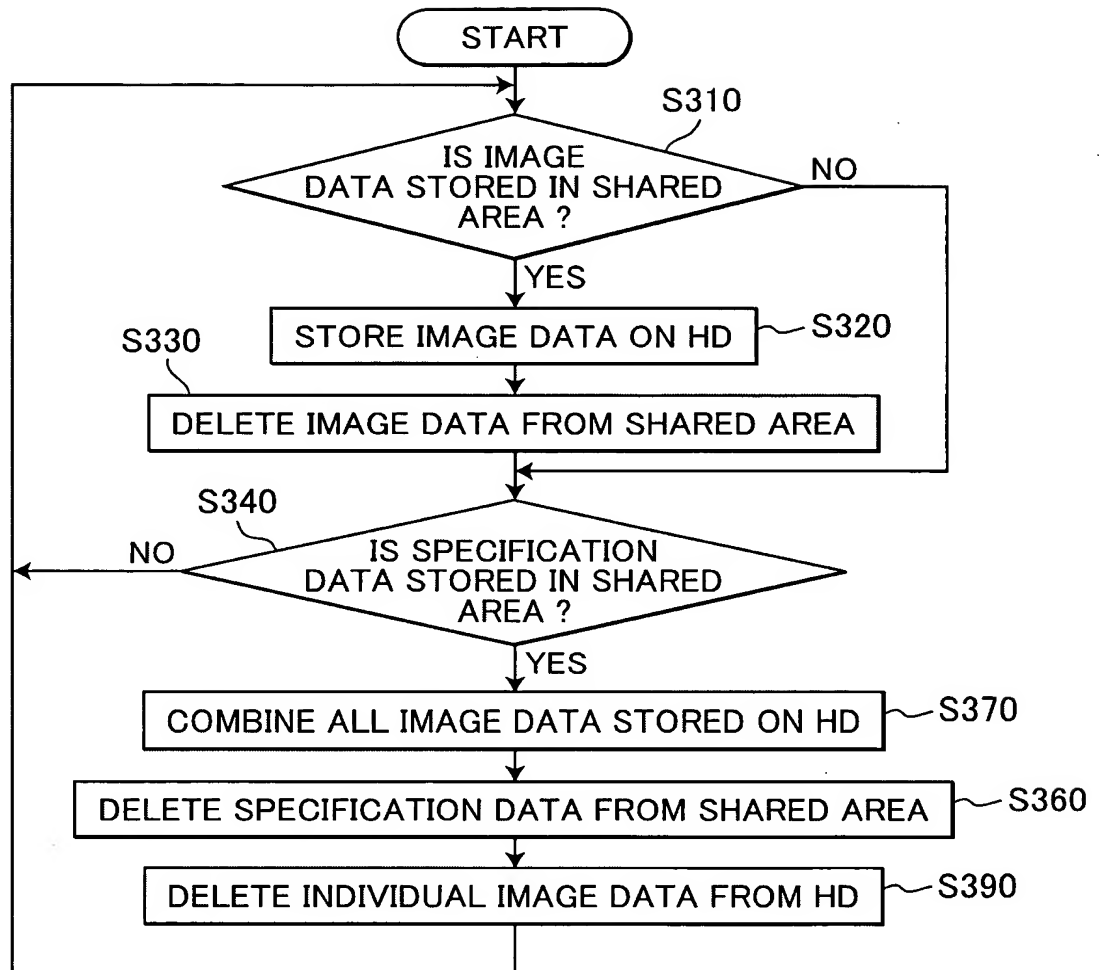 START
S310
IS IMAGE
DATA STORED IN SHARED
AREA ?
NO
YES
STORE IMAGE DATA ON HD
S320
S330
DELETE IMAGE DATA FROM SHARED AREA
S340
NO
IS SPECIFICATION
DATA STORED IN SHARED
AREA ?
YES
COMBINE ALL IMAGE DATA STORED ON HD
S370
DELETE SPECIFICATION DATA FROM SHARED AREA
S360
DELETE INDIVIDUAL IMAGE DATA FROM HD
S390